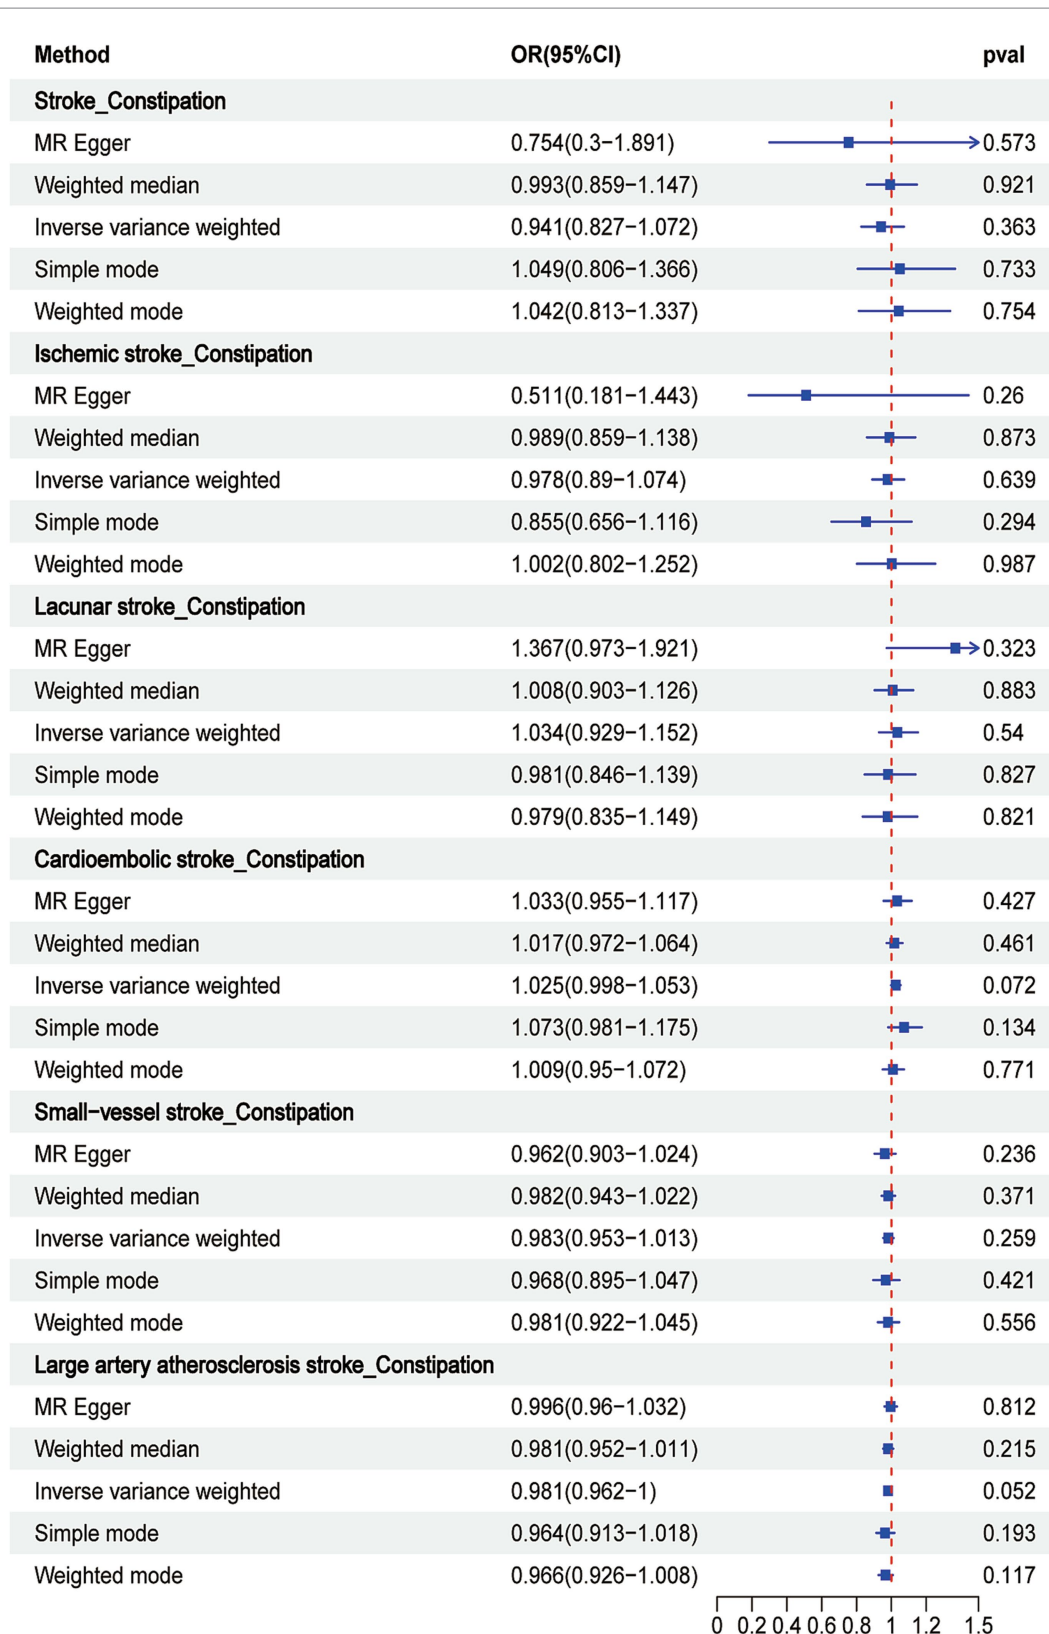 Method OR(95%CI) pval
Stroke_Constipation
MR Egger 0.754(0.3−1.891) 0.573
Weighted median 0.993(0.859−1.147) 0.921
Inverse variance weighted 0.941(0.827−1.072) 0.363
Simple mode 1.049(0.806−1.366) 0.733
Weighted mode 1.042(0.813−1.337) 0.754
Ischemic stroke_Constipation
MR Egger 0.511(0.181−1.443) 0.26
Weighted median 0.989(0.859−1.138) 0.873
Inverse variance weighted 0.978(0.89−1.074) 0.639
Simple mode 0.855(0.656−1.116) 0.294
Weighted mode 1.002(0.802−1.252) 0.987
Lacunar stroke_Constipation
MR Egger 1.367(0.973−1.921) 0.323
Weighted median 1.008(0.903−1.126) 0.883
Inverse variance weighted 1.034(0.929−1.152) 0.54
Simple mode 0.981(0.846−1.139) 0.827
Weighted mode 0.979(0.835−1.149) 0.821
Cardioembolic stroke_Constipation
MR Egger 1.033(0.955−1.117) 0.427
Weighted median 1.017(0.972−1.064) 0.461
Inverse variance weighted 1.025(0.998−1.053) 0.072
Simple mode 1.073(0.981−1.175) 0.134
Weighted mode 1.009(0.95−1.072) 0.771
Small−vessel stroke_Constipation
MR Egger 0.962(0.903−1.024) 0.236
Weighted median 0.982(0.943−1.022) 0.371
Inverse variance weighted 0.983(0.953−1.013) 0.259
Simple mode 0.968(0.895−1.047) 0.421
Weighted mode 0.981(0.922−1.045) 0.556
Large artery atherosclerosis stroke_Constipation
MR Egger 0.996(0.96−1.032) 0.812
Weighted median 0.981(0.952−1.011) 0.215
Inverse variance weighted 0.981(0.962−1) 0.052
Simple mode 0.964(0.913−1.018) 0.193
Weighted mode 0.966(0.926−1.008) 0.117
0 0.2 0.4 0.6 0.8 1 1.2 1.5